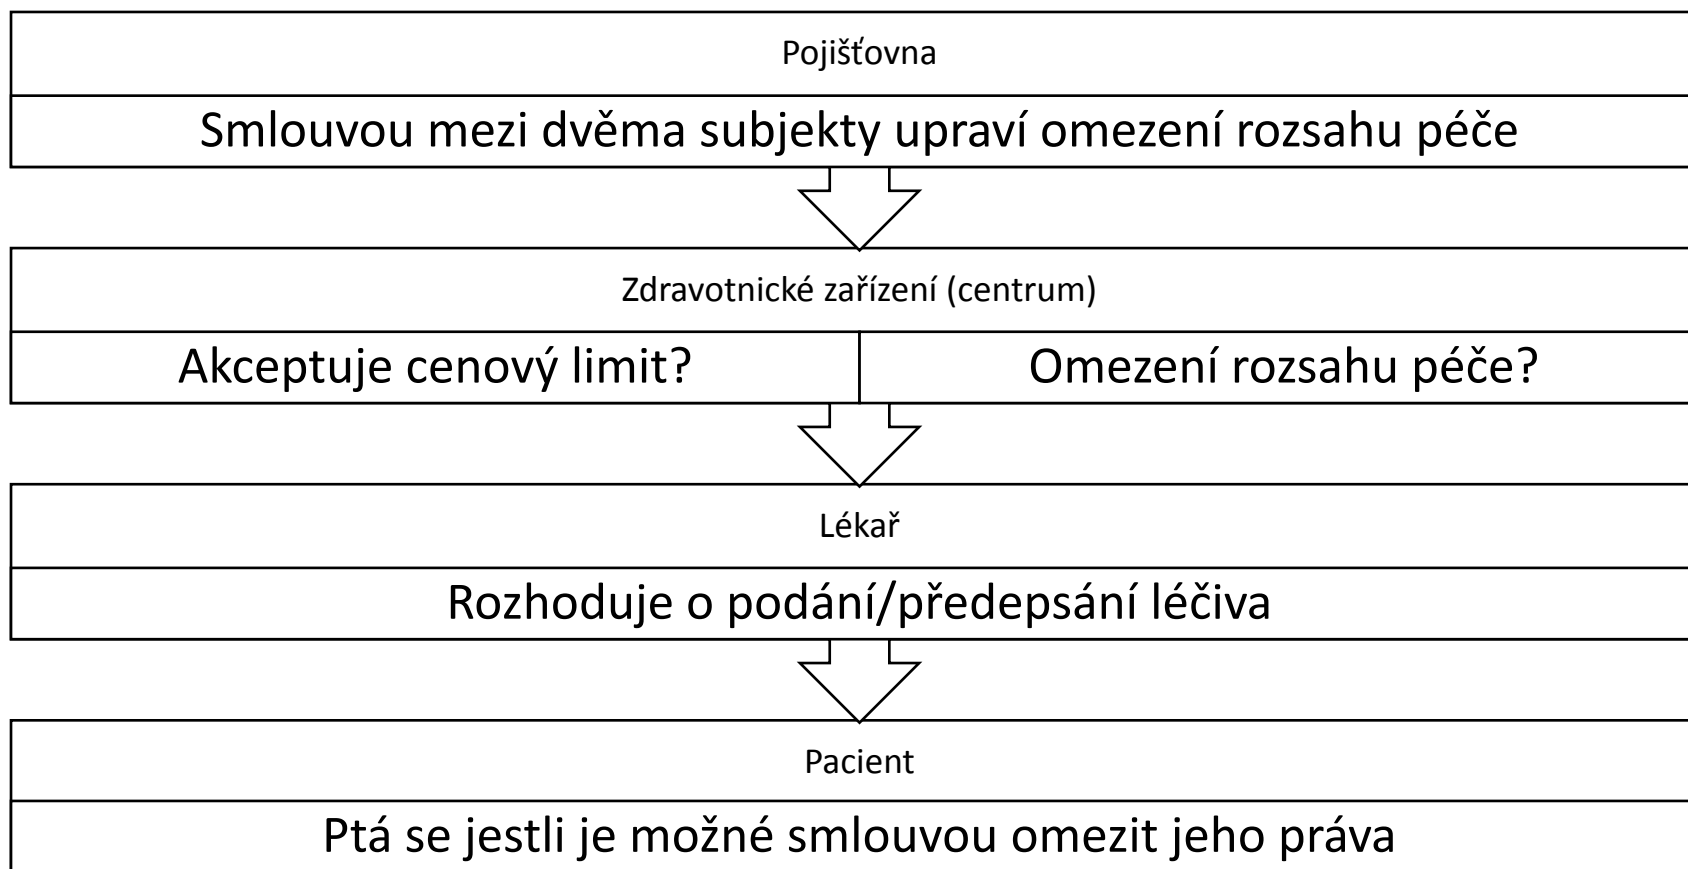 Pojišťovna
Smlouvou mezi dvěma subjekty upraví omezení rozsahu péče
Zdravotnické zařízení (centrum)
Akceptuje cenový limit?
Omezení rozsahu péče?
Lékař
Rozhoduje o podání/předepsání léčiva
Pacient
Ptá se jestli je možné smlouvou omezit jeho práva